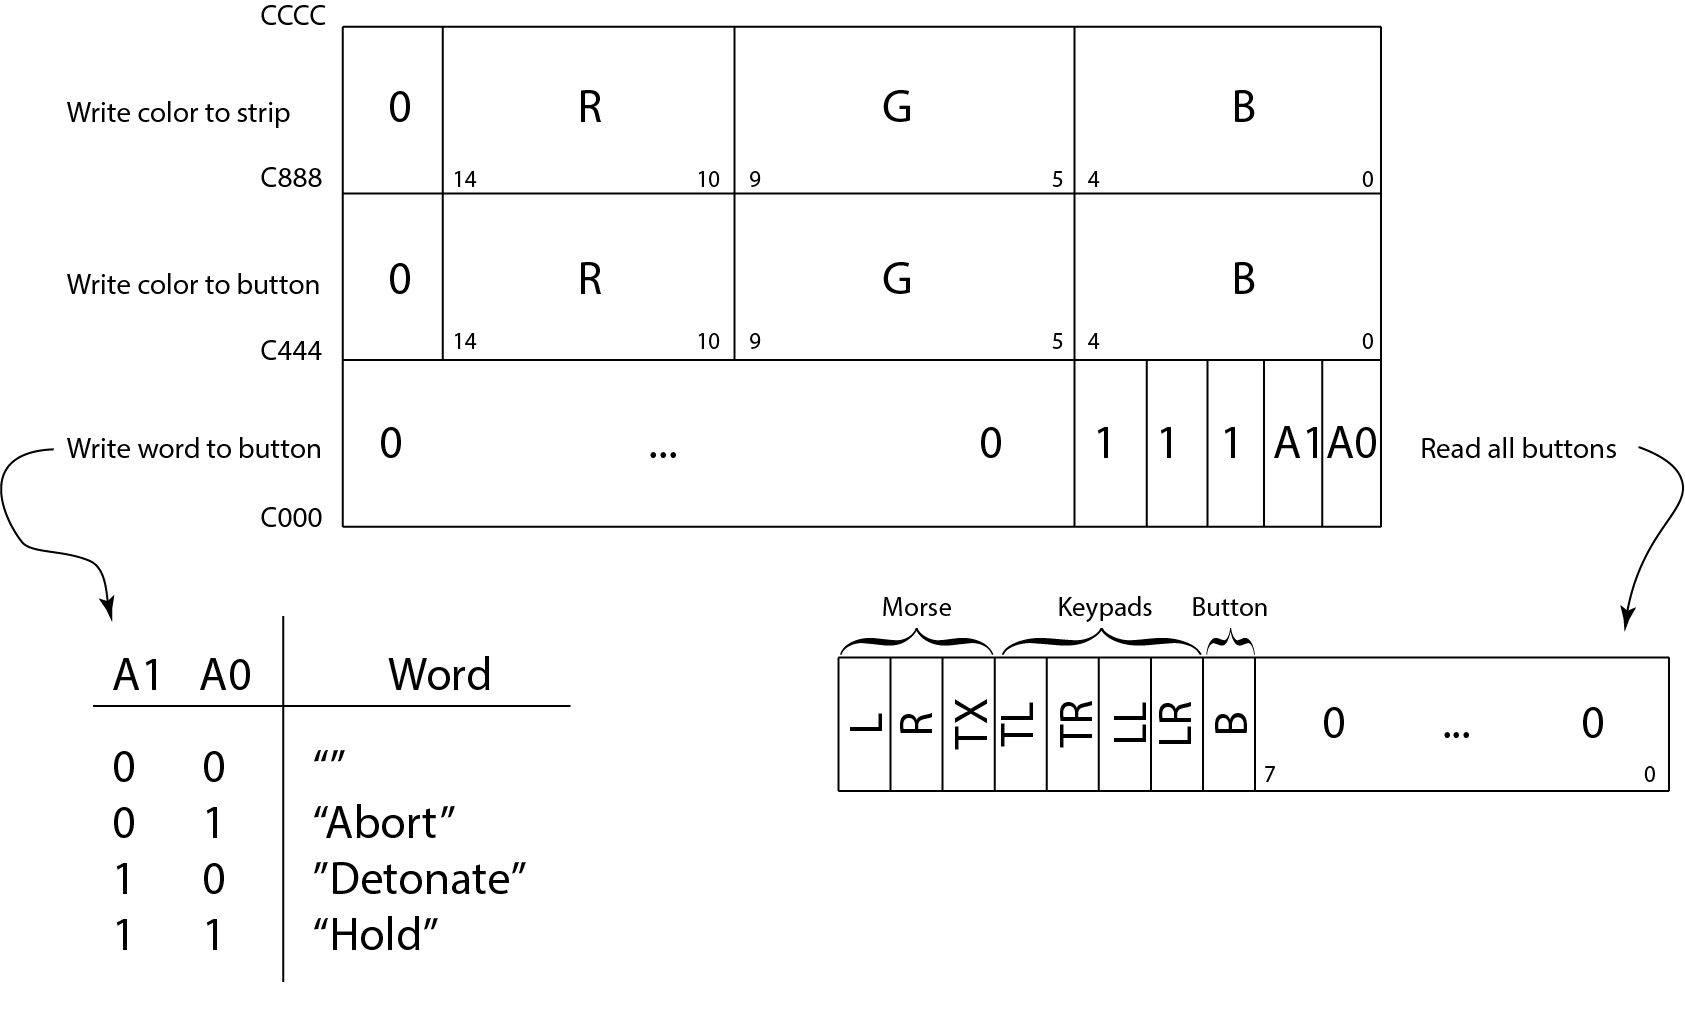 CCCC
Write color to strip 0 R G B
C888 14 10 9 5 4 0
Write color to button 0 R G B
C444 14 10 9 5 4 0
Write word to button 0 ... 0 1 1 1 A1 A0 Read all buttons
C000
Morse Keypads Button
A1 A0 Word
L R TX TL TR LL LR B 0 ... 0
7 0
0 0 “”
0 1 “Abort”
1 0 ”Detonate”
1 1 “Hold”